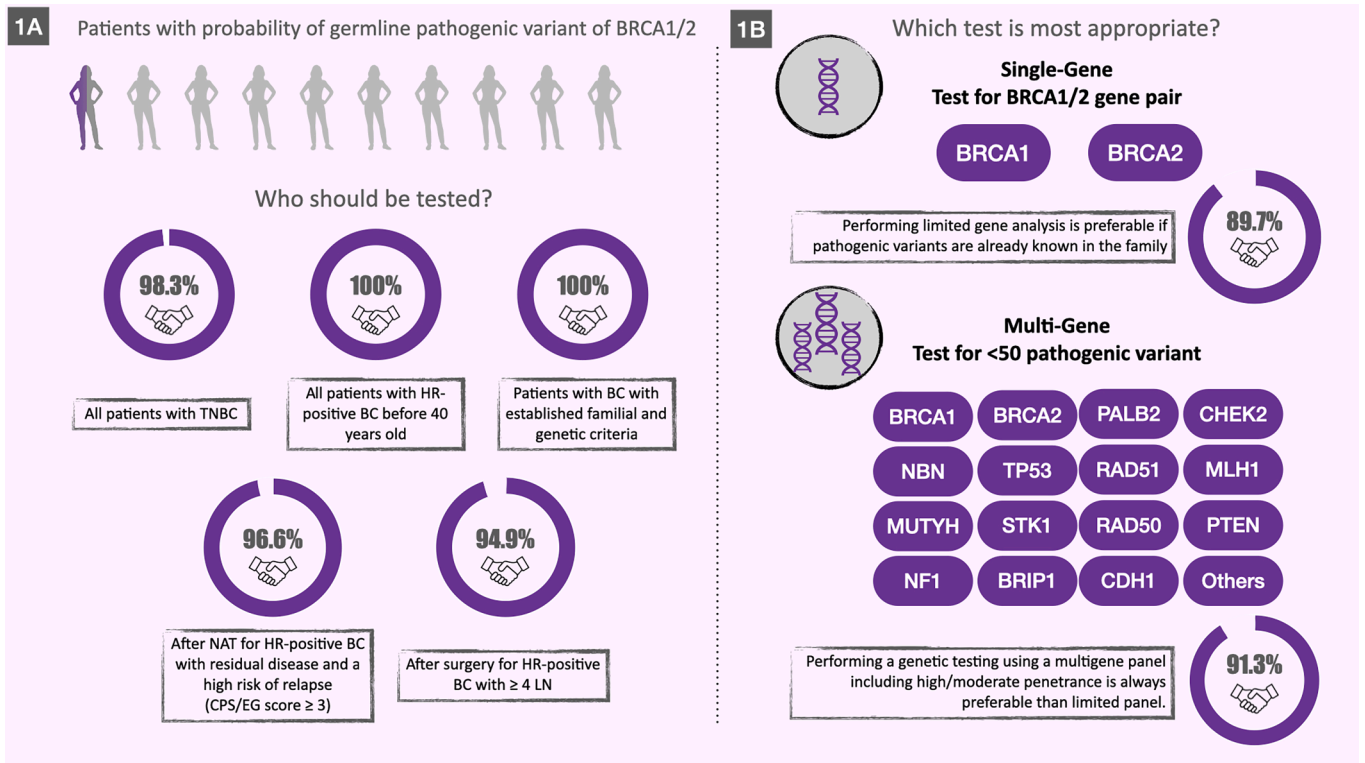 1A
Patients with probability of germline pathogenic variant of BRCA1/2
Who should be tested?
98.3%
100%
100%
All patients with TNBC
All patients with HR-
positive BC before 40
years old
Patients with BC with
established familial and
genetic criteria
96.6%
94.9%
After NAT for HR-positive BC
with residual disease and a
high risk of relapse
(CPS/EG score ≥ 3)
After surgery for HR-positive
BC with ≥ 4 LN
1B
Which test is most appropriate?
Single-Gene
Test for BRCA1/2 gene pair
BRCA1
BRCA2
Performing limited gene analysis is preferable if
pathogenic variants are already known in the family
89.7%
Multi-Gene
Test for <50 pathogenic variant
BRCA1
BRCA2
PALB2
CHEK2
NBN
TP53
RAD51
MLH1
MUTYH
STK1
RAD50
PTEN
NF1
BRIP1
CDH1
Others
Performing a genetic testing using a multigene panel
including high/moderate penetrance is always
preferable than limited panel.
91.3%